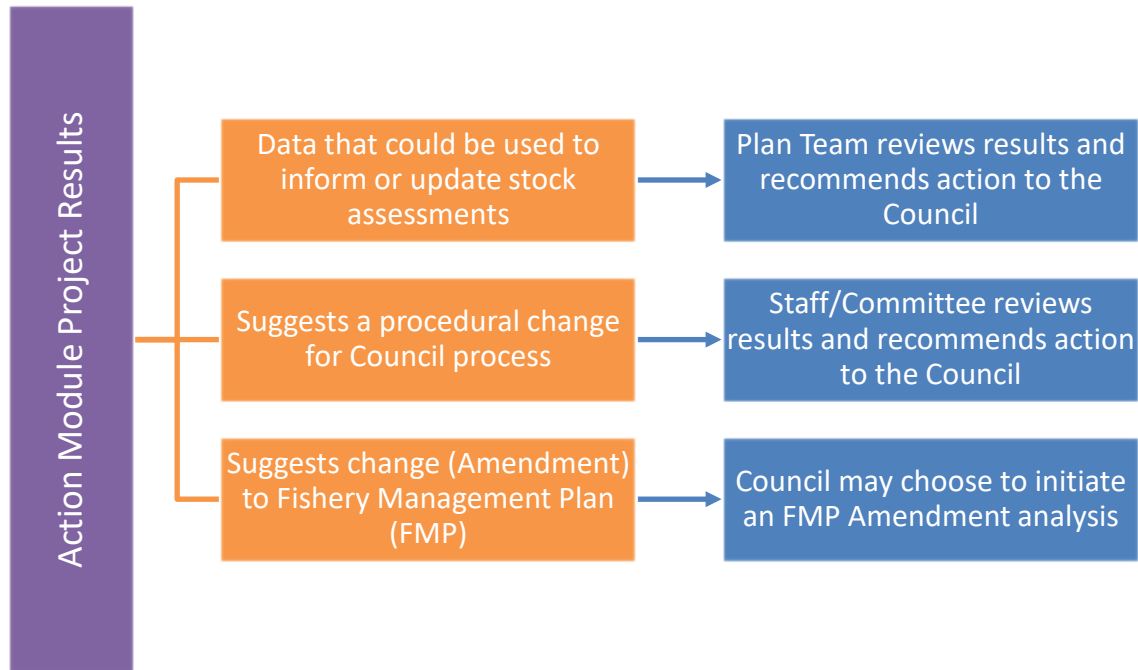 Action Module Project Results
Data that could be used to
inform or update stock
assessments
Plan Team reviews results and
recommends action to the
Council
Suggests a procedural change
for Council process
Staff/Committee reviews
results and recommends action
to the Council
Suggests change (Amendment)
to Fishery Management Plan
(FMP)
Council may choose to initiate
an FMP Amendment analysis